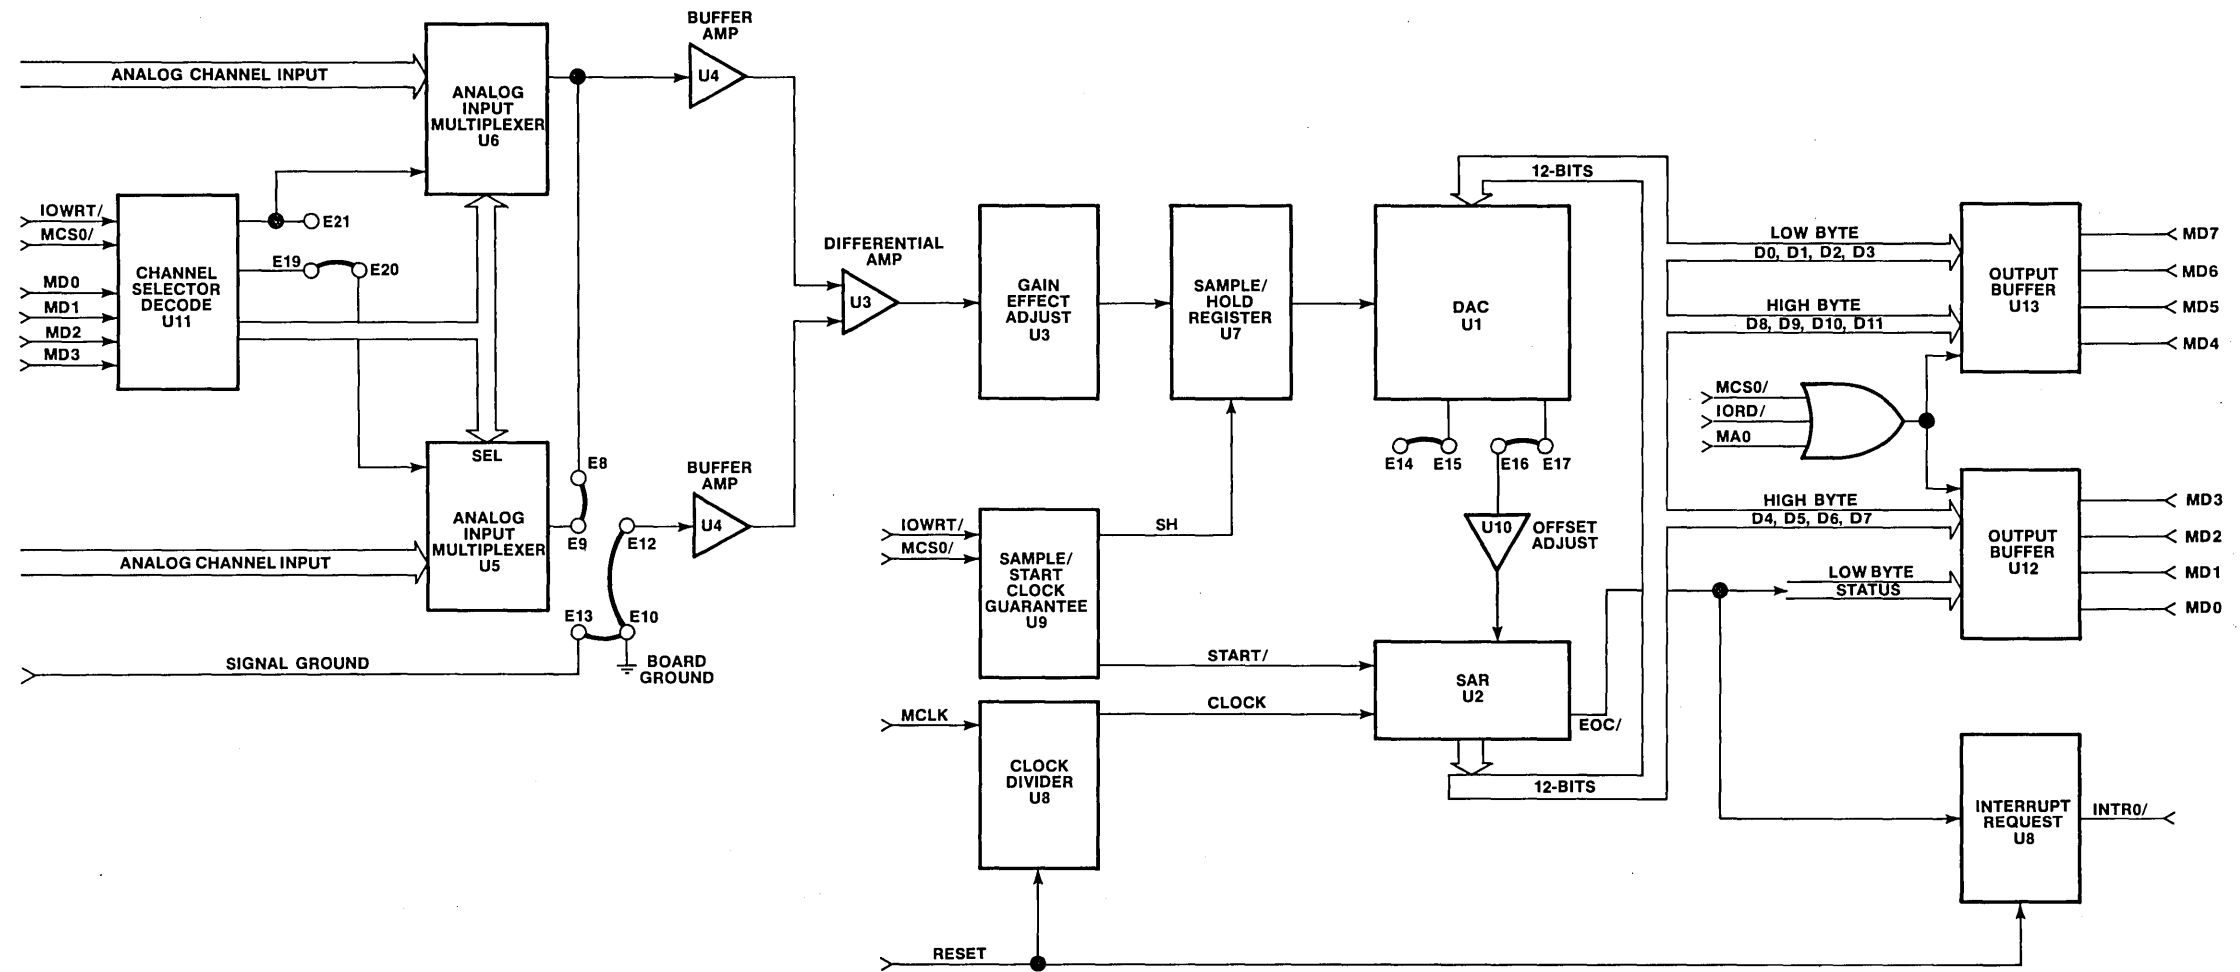 BUFFER
AMP
U4
ANALOG CHANNEL INPUT
ANALOG
INPUT
MULTIPLEXER
U6
IOWRT/
MCS0/
MD0
MD1
MD2
MD3
CHANNEL
SELECTOR
DECODE
U11
E21
E19
E20
SEL
ANALOG
INPUT
MULTIPLEXER
U5
ANALOG CHANNEL INPUT
E8
E9
E12
E13
E10
SIGNAL GROUND
BOARD
GROUND
BUFFER
AMP
U4
DIFFERENTIAL
AMP
U3
GAIN
EFFECT
ADJUST
U3
SAMPLE/
HOLD
REGISTER
U7
12-BITS
DAC
U1
E14
E15
E16
E17
U10
OFFSET
ADJUST
IOWRT/
MCS0/
SAMPLE/
START
CLOCK
GUARANTEE
U9
SH
START/
CLOCK
MCLK
CLOCK
DIVIDER
U8
SAR
U2
EOC/
12-BITS
RESET
LOW BYTE
D0, D1, D2, D3
HIGH BYTE
D8, D9, D10, D11
OUTPUT
BUFFER
U13
MD7
MD6
MD5
MD4
MCS0/
IORD/
MA0
HIGH BYTE
D4, D5, D6, D7
LOW BYTE
STATUS
OUTPUT
BUFFER
U12
MD3
MD2
MD1
MD0
INTERRUPT
REQUEST
U8
INTR0/